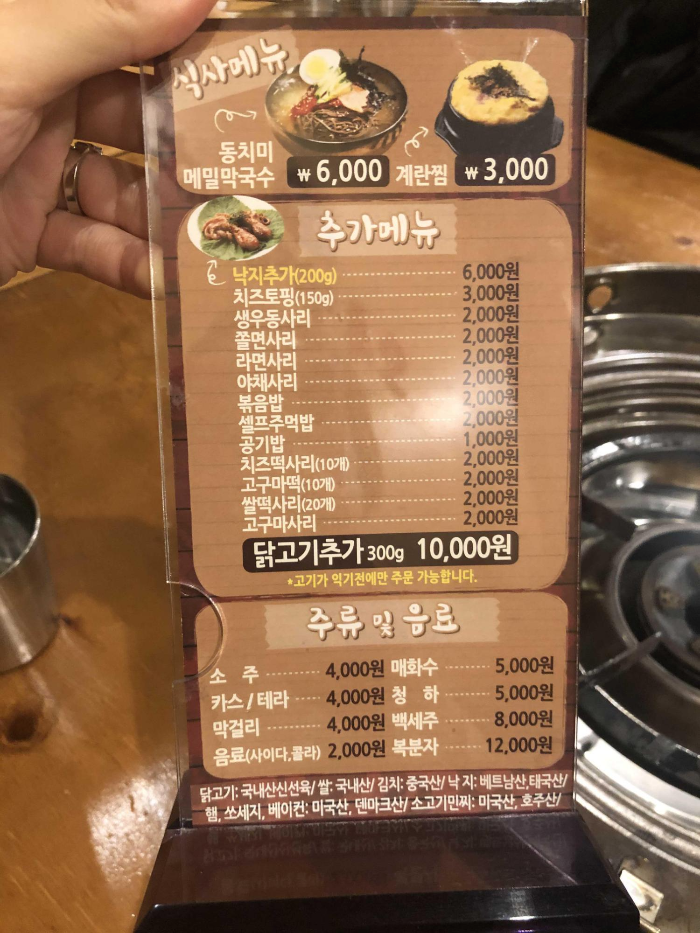 식사메뉴
동치미
메밀막국수 ₩ 6,000 계란찜 ₩ 3,000
추가메뉴
낙지추가(200g) 6,000원
치즈토핑(150g) 3,000원
생우동사리 2,000원
쫄면사리 2,000원
라면사리 2,000원
야채사리 2,000원
볶음밥 2,000원
셀프주먹밥 2,000원
공기밥 1,000원
치즈떡사리(10개) 2,000원
고구마떡(10개) 2,000원
쌀떡사리(20개) 2,000원
고구마사리 2,000원
닭고기추가 300g 10,000원
*고기가 익기전에만 주문 가능합니다.
주류 및 음료
소 주 4,000원 매화수 5,000원
카스 / 테라 4,000원 청 하 5,000원
막걸리 4,000원 백세주 8,000원
음료(사이다,콜라) 2,000원 복분자 12,000원
닭고기: 국내산신선육/ 쌀: 국내산/ 김치: 중국산/ 낙 지: 베트남산,태국산/
햄, 쏘세지, 베이컨: 미국산, 덴마크산/ 소고기민찌: 미국산, 호주산/